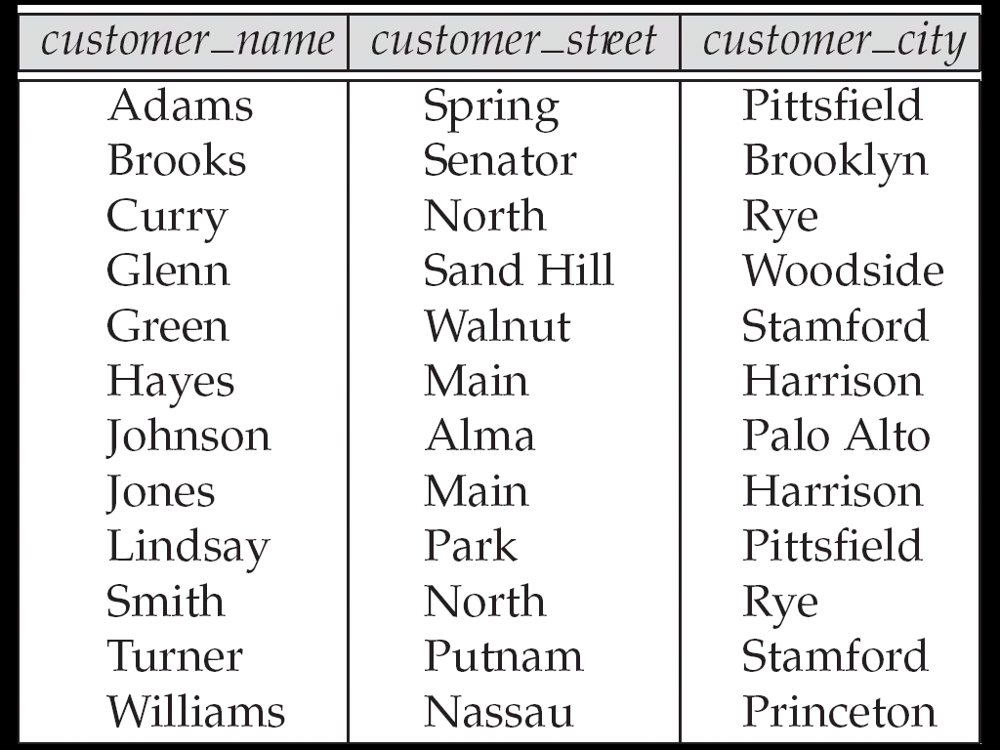 customer_name customer_street customer_city
Adams Spring Pittsfield
Brooks Senator Brooklyn
Curry North Rye
Glenn Sand Hill Woodside
Green Walnut Stamford
Hayes Main Harrison
Johnson Alma Palo Alto
Jones Main Harrison
Lindsay Park Pittsfield
Smith North Rye
Turner Putnam Stamford
Williams Nassau Princeton